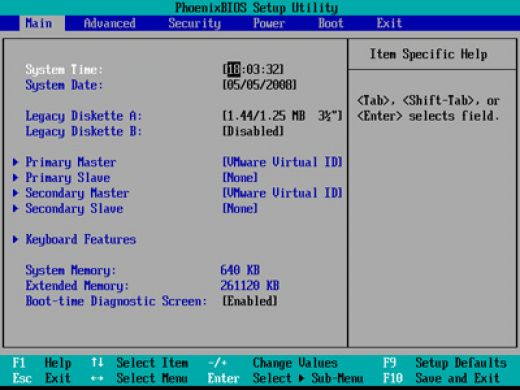 PhoenixBIOS Setup Utility
Main Advanced Security Power Boot Exit
Item Specific Help
System Time: [18:03:32]
System Date: [05/05/2008]
<Tab>, <Shift-Tab>, or
<Enter> selects field.
Legacy Diskette A: [1.44/1.25 MB 3½"]
Legacy Diskette B: [Disabled]
▶ Primary Master [VMware Virtual ID]
▶ Primary Slave [None]
▶ Secondary Master [VMware Virtual ID]
▶ Secondary Slave [None]
▶ Keyboard Features
System Memory: 640 KB
Extended Memory: 261120 KB
Boot-time Diagnostic Screen: [Enabled]
F1 Help ↑↓ Select Item -/+ Change Values F9 Setup Defaults
Esc Exit ↔ Select Menu Enter Select ▶ Sub-Menu F10 Save and Exit